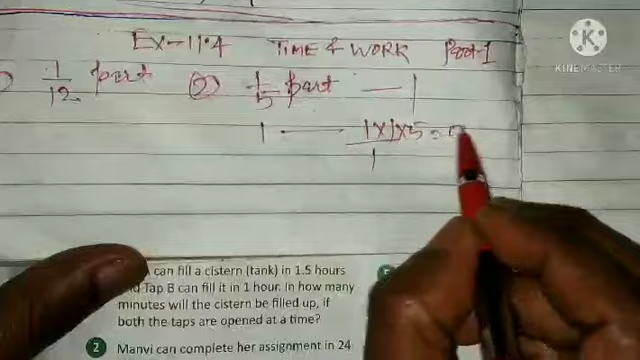 Ex-11.4 TIME & WORK Part-1
1/12 part (2) 1/5 part — 1
1 — 1x1x5/1 =
KINEMASTER
can fill a cistern (tank) in 1.5 hours
Tap B can fill it in 1 hour. In how many
minutes will the cistern be filled up, if
both the taps are opened at a time?
2 Manvi can complete her assignment in 24